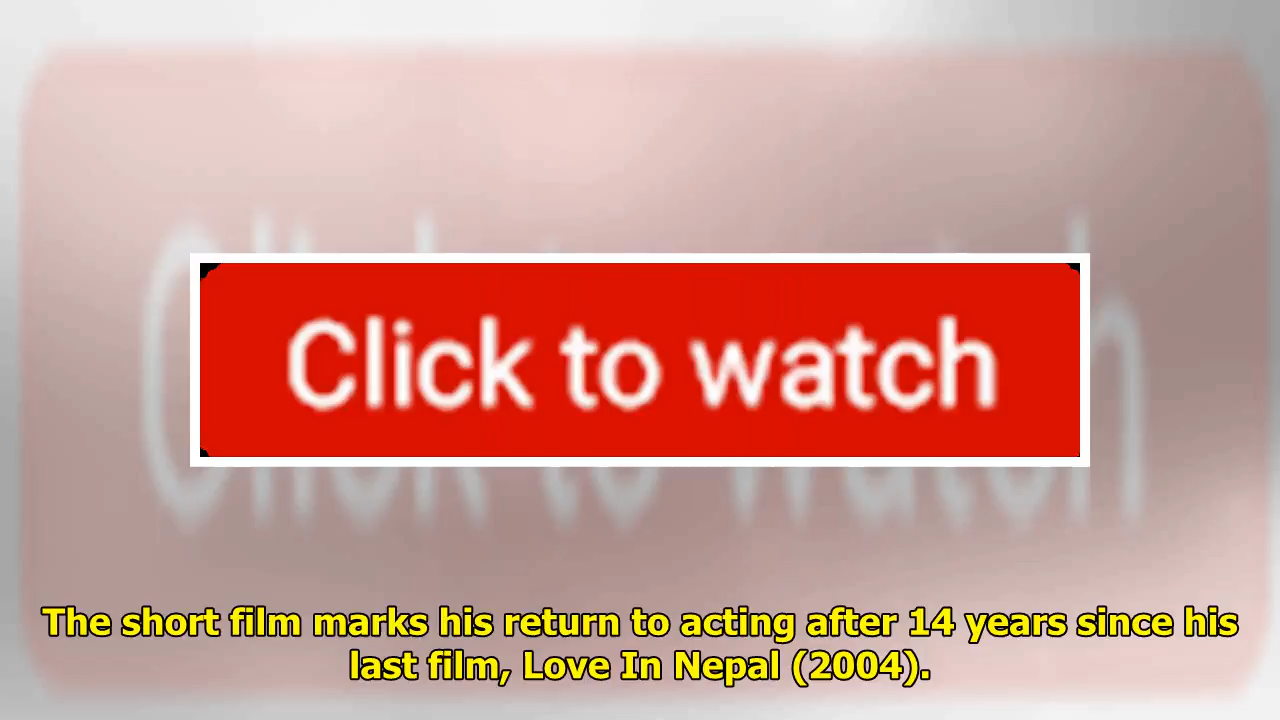 Click to watch
The short film marks his return to acting after 14 years since his
last film, Love In Nepal (2004).